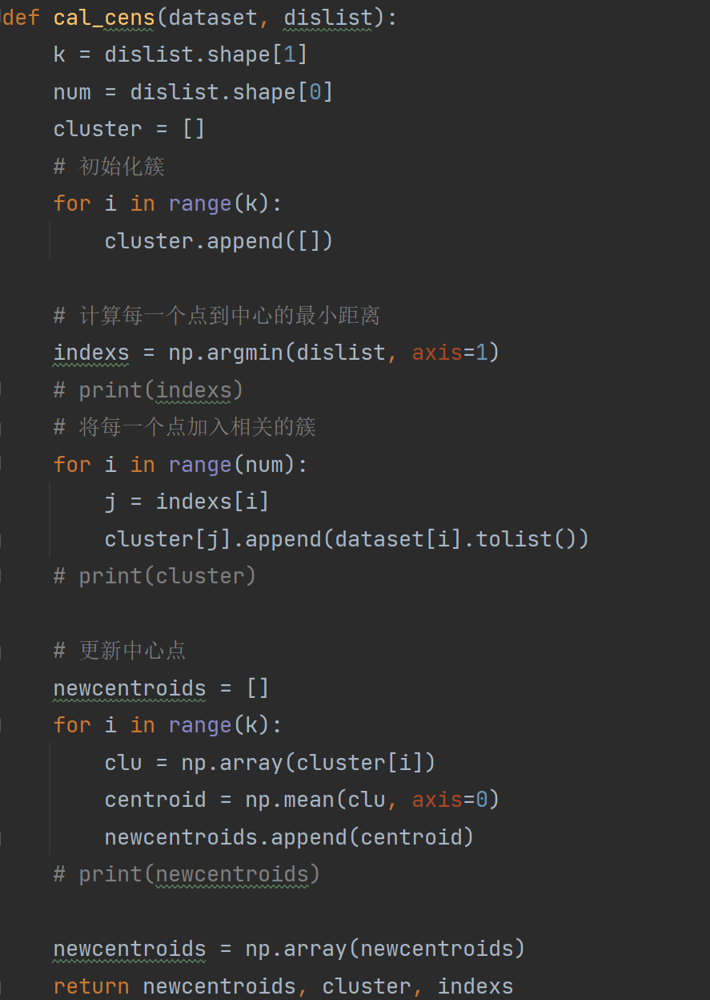 def cal_cens(dataset, dislist):
    k = dislist.shape[1]
    num = dislist.shape[0]
    cluster = []
    # 初始化簇
    for i in range(k):
        cluster.append([])
    # 计算每一个点到中心的最小距离
    indexs = np.argmin(dislist, axis=1)
    # print(indexs)
    # 将每一个点加入相关的簇
    for i in range(num):
        j = indexs[i]
        cluster[j].append(dataset[i].tolist())
    # print(cluster)
    # 更新中心点
    newcentroids = []
    for i in range(k):
        clu = np.array(cluster[i])
        centroid = np.mean(clu, axis=0)
        newcentroids.append(centroid)
    # print(newcentroids)
    newcentroids = np.array(newcentroids)
    return newcentroids, cluster, indexs